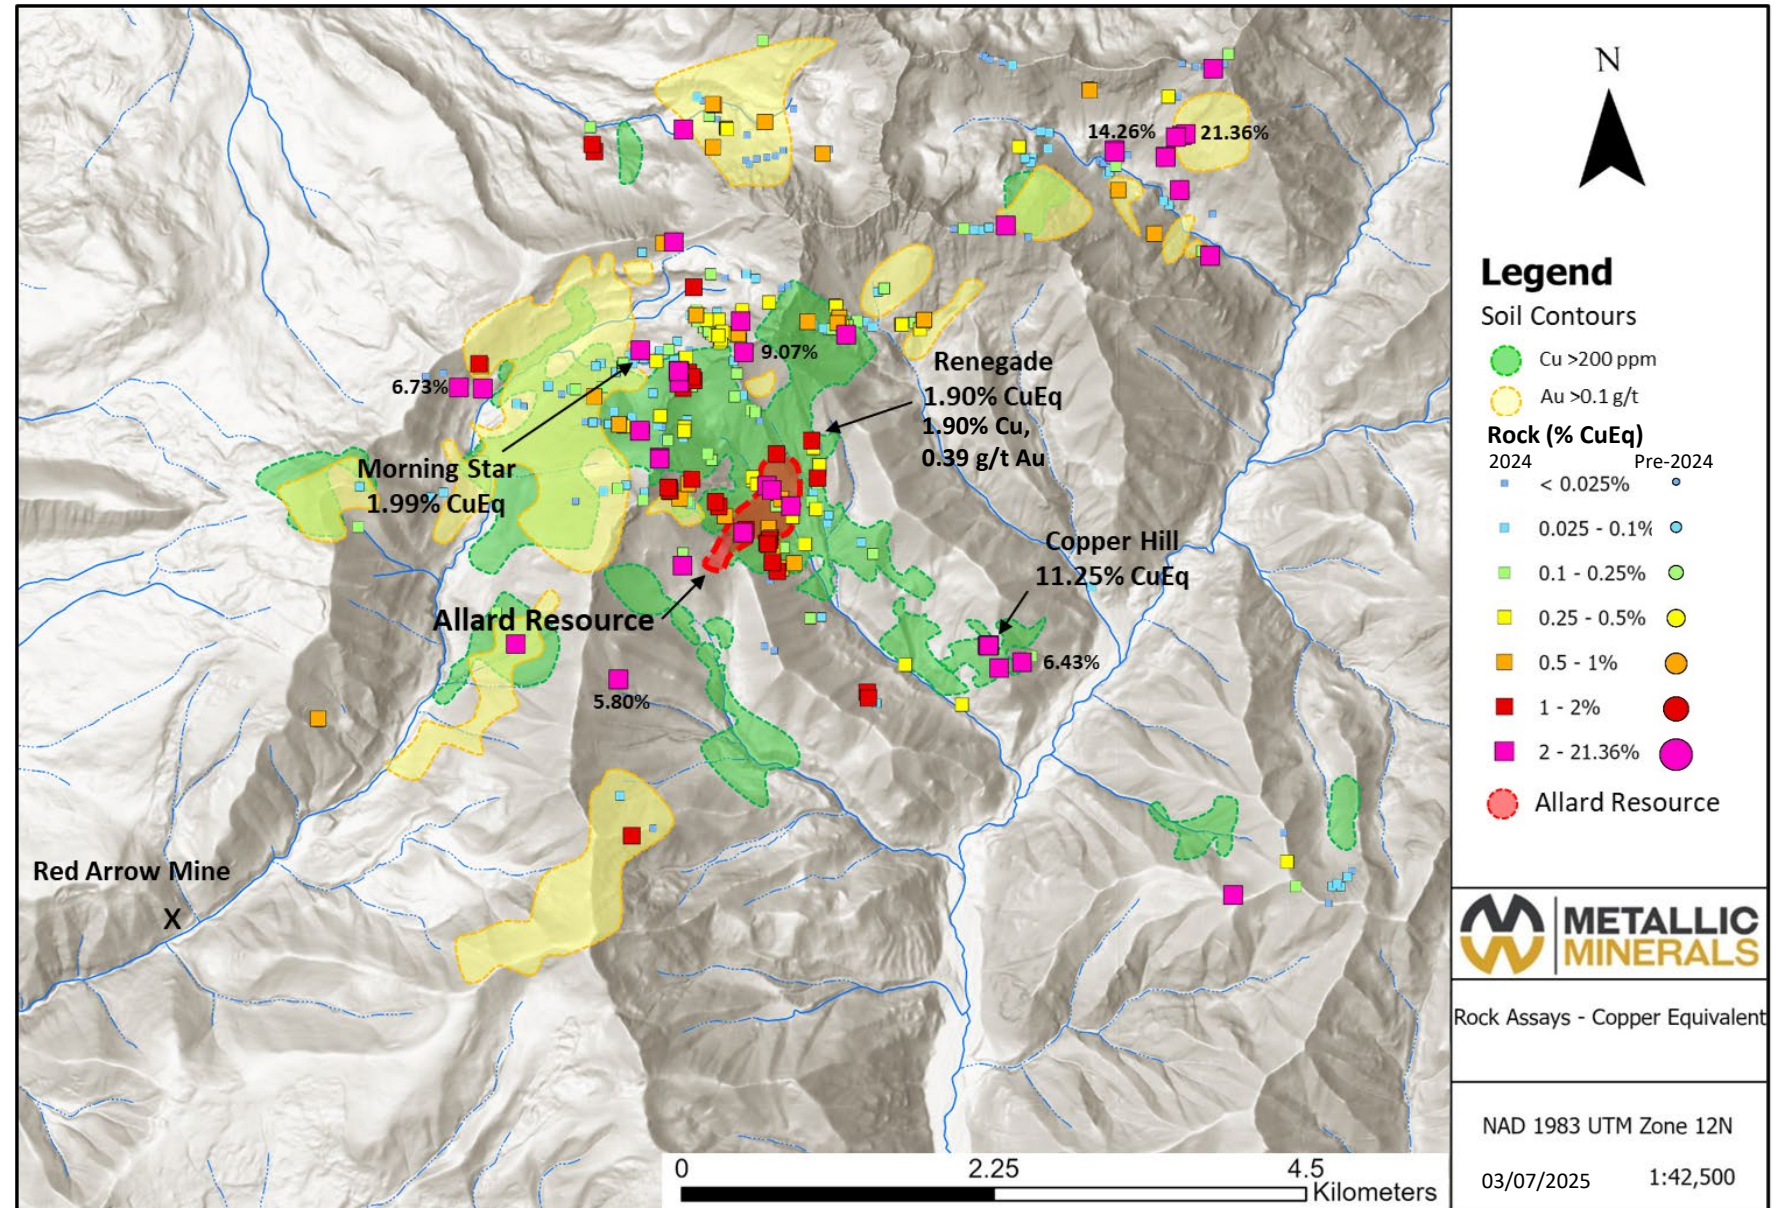 14.26%
21.36%
9.07%
6.73%
Renegade
1.90% CuEq
1.90% Cu,
0.39 g/t Au
Morning Star
1.99% CuEq
Copper Hill
11.25% CuEq
Allard Resource
6.43%
5.80%
Red Arrow Mine
X
0 2.25 4.5
Kilometers
N
Legend
Soil Contours
Cu >200 ppm
Au >0.1 g/t
Rock (% CuEq)
2024 Pre-2024
< 0.025%
0.025 - 0.1%
0.1 - 0.25%
0.25 - 0.5%
0.5 - 1%
1 - 2%
2 - 21.36%
Allard Resource
METALLIC
MINERALS
Rock Assays - Copper Equivalent
NAD 1983 UTM Zone 12N
03/07/2025 1:42,500